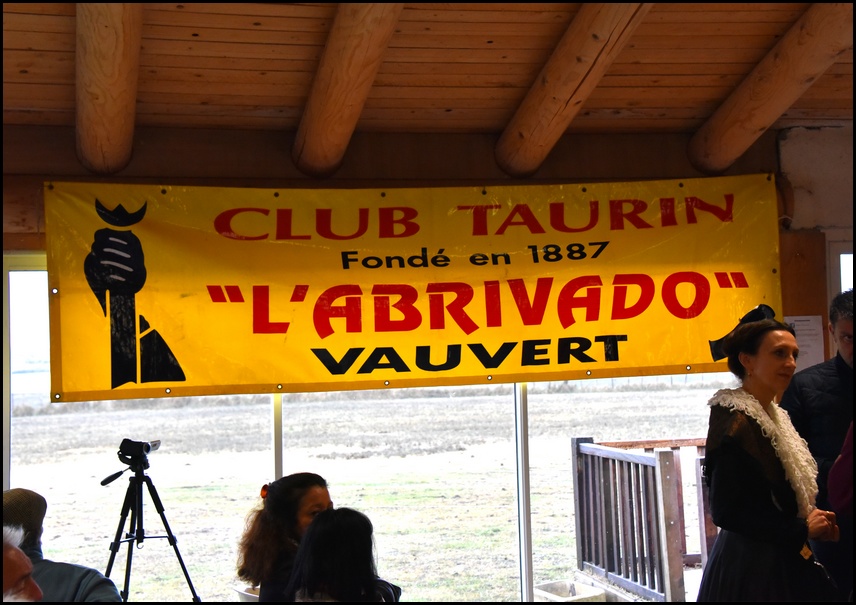 CLUB TAURIN
Fondé en 1887
"L'ABRIVADO"
VAUVERT